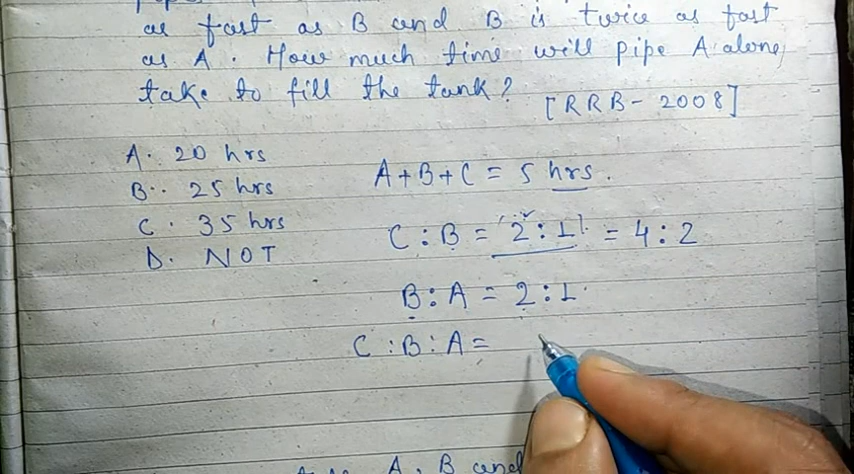 as fast as B and B is twice as fast
as A. How much time will pipe A alone
take to fill the tank?
[RRB-2008]
A. 20 hrs
B. 25 hrs
C. 35 hrs
D. NOT
A+B+C = 5 hrs.
C : B = 2 : 1 = 4 : 2
B : A = 2 : 1
C : B : A =
A, B and